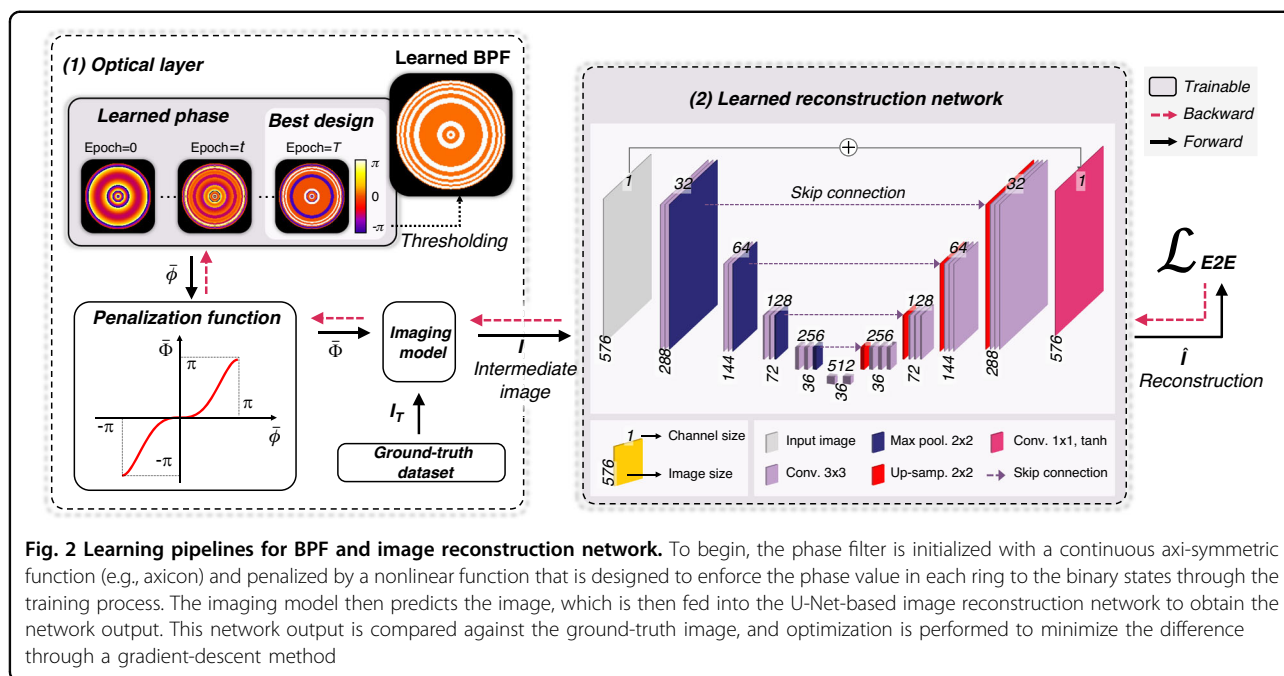 (1) Optical layer
Learned BPF
Learned phase
Best design
Epoch=0
Epoch=t
Epoch=T
π
0
-π
Thresholding
ϕ̄
Penalization function
Φ̄
π
π
-π
ϕ̄
-π
Φ̄
Imaging model
I_T
Ground-truth dataset
I
Intermediate image
(2) Learned reconstruction network
1
32
Skip connection
32
1
64
64
128
128
256
256
512
576
288
144
72
36
36
36
72
144
288
576
1
Channel size
576
Image size
Input image
Max pool. 2x2
Conv. 1x1, tanh
Conv. 3x3
Up-samp. 2x2
Skip connection
Trainable
Backward
Forward
ℒ E2E
Î
Reconstruction
Fig. 2 Learning pipelines for BPF and image reconstruction network. To begin, the phase filter is initialized with a continuous axi-symmetric
function (e.g., axicon) and penalized by a nonlinear function that is designed to enforce the phase value in each ring to the binary states through the
training process. The imaging model then predicts the image, which is then fed into the U-Net-based image reconstruction network to obtain the
network output. This network output is compared against the ground-truth image, and optimization is performed to minimize the difference
through a gradient-descent method